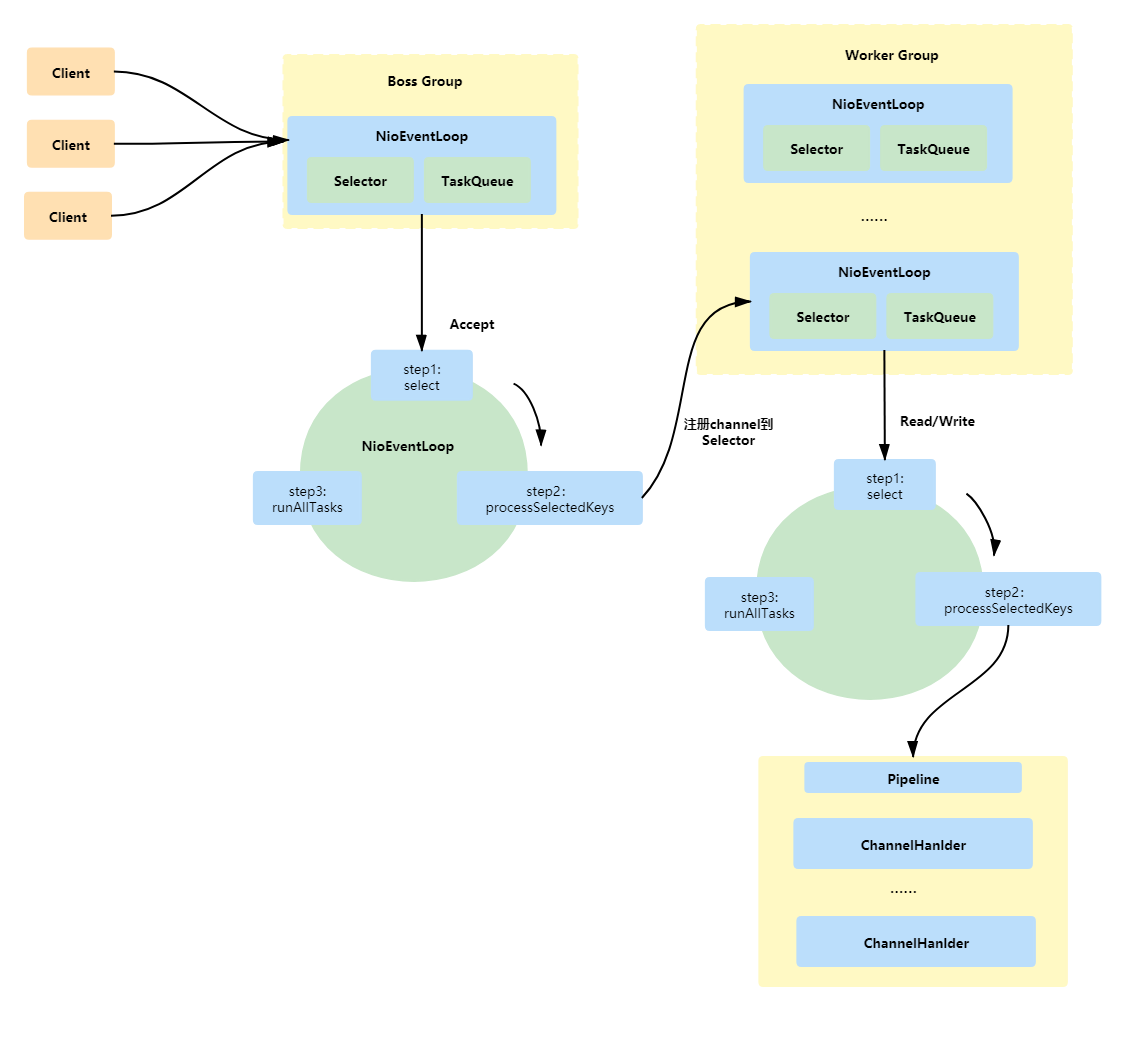 Client
Client
Client
Boss Group
NioEventLoop
Selector
TaskQueue
Accept
step1:
select
NioEventLoop
step2:
processSelectedKeys
step3:
runAllTasks
注册channel到
Selector
Worker Group
NioEventLoop
Selector
TaskQueue
......
NioEventLoop
Selector
TaskQueue
Read/Write
step1:
select
step2:
processSelectedKeys
step3:
runAllTasks
Pipeline
ChannelHanlder
......
ChannelHanlder